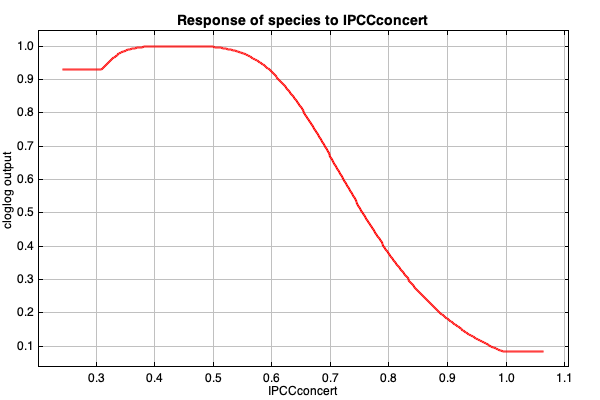 Response of species to IPCCconcert
cloglog output
1.0
0.9
0.8
0.7
0.6
0.5
0.4
0.3
0.2
0.1
0.3 0.4 0.5 0.6 0.7 0.8 0.9 1.0 1.1
IPCCconcert